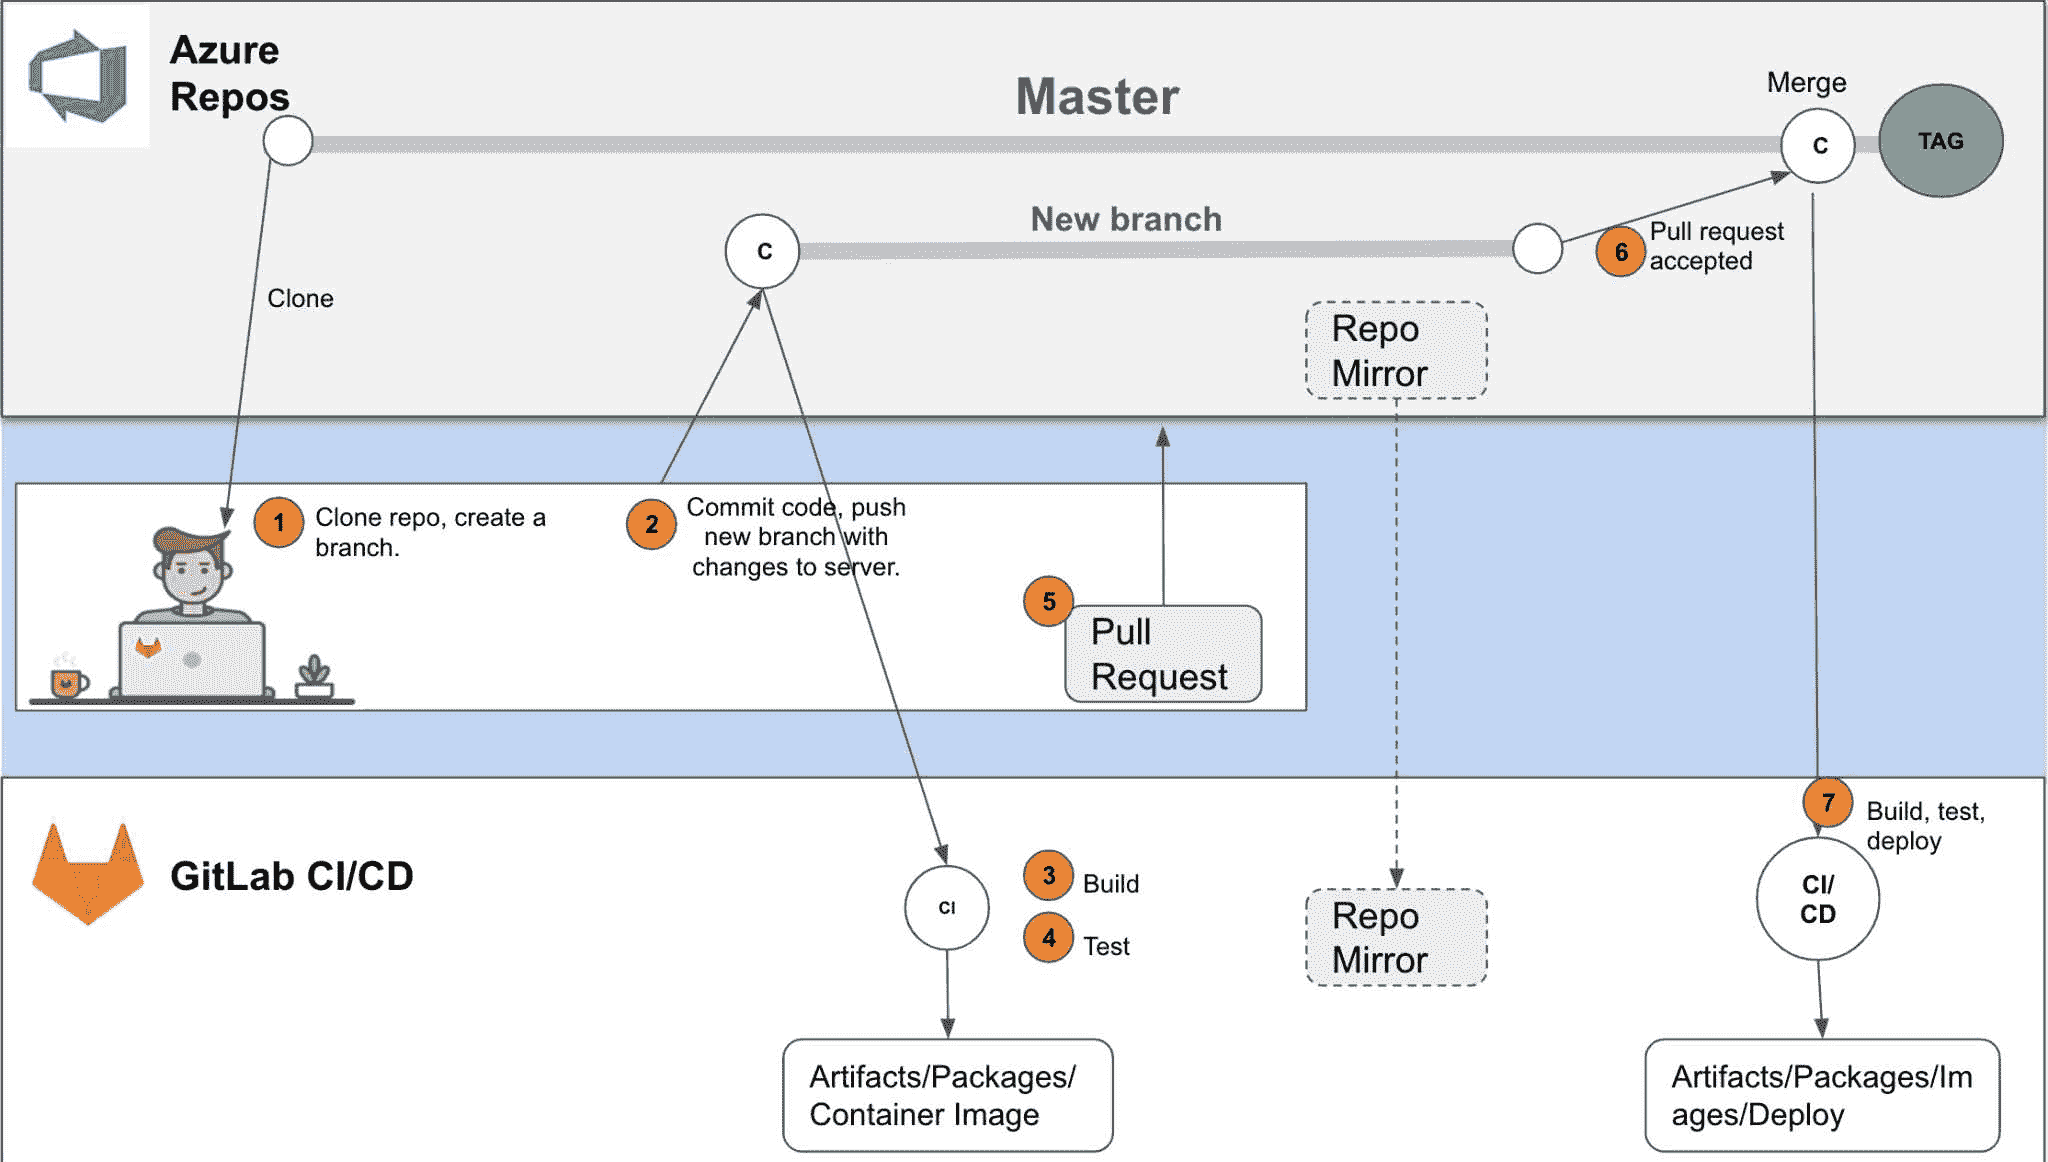 Azure
Repos
Master
Merge
C
TAG
New branch
C
6
Pull request
accepted
Clone
Repo
Mirror
1
Clone repo, create a
branch.
2
Commit code, push
new branch with
changes to server.
5
Pull
Request
7
Build, test,
deploy
GitLab CI/CD
CI
3
Build
4
Test
Repo
Mirror
CI/
CD
Artifacts/Packages/
Container Image
Artifacts/Packages/Im
ages/Deploy